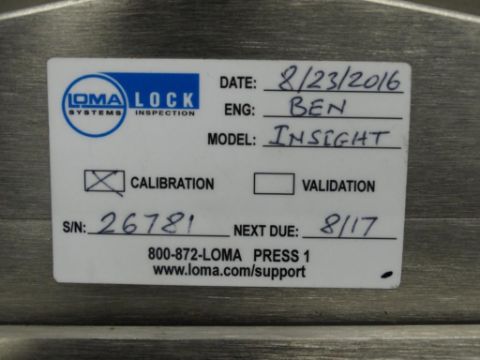 LOMA SYSTEMS
LOCK INSPECTION
DATE: 8/23/2016
ENG: BEN
MODEL: INSIGHT
CALIBRATION VALIDATION
S/N: 26781 NEXT DUE: 8/17
800-872-LOMA PRESS 1
www.loma.com/support